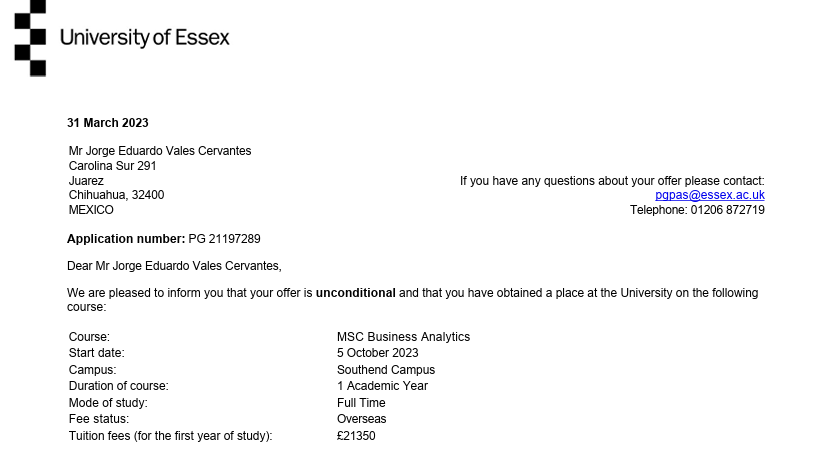 University of Essex
31 March 2023
Mr Jorge Eduardo Vales Cervantes
Carolina Sur 291
Juarez
Chihuahua, 32400
MEXICO
If you have any questions about your offer please contact:
pgpas@essex.ac.uk
Telephone: 01206 872719
Application number: PG 21197289
Dear Mr Jorge Eduardo Vales Cervantes,
We are pleased to inform you that your offer is unconditional and that you have obtained a place at the University on the following
course:
Course: MSC Business Analytics
Start date: 5 October 2023
Campus: Southend Campus
Duration of course: 1 Academic Year
Mode of study: Full Time
Fee status: Overseas
Tuition fees (for the first year of study): £21350